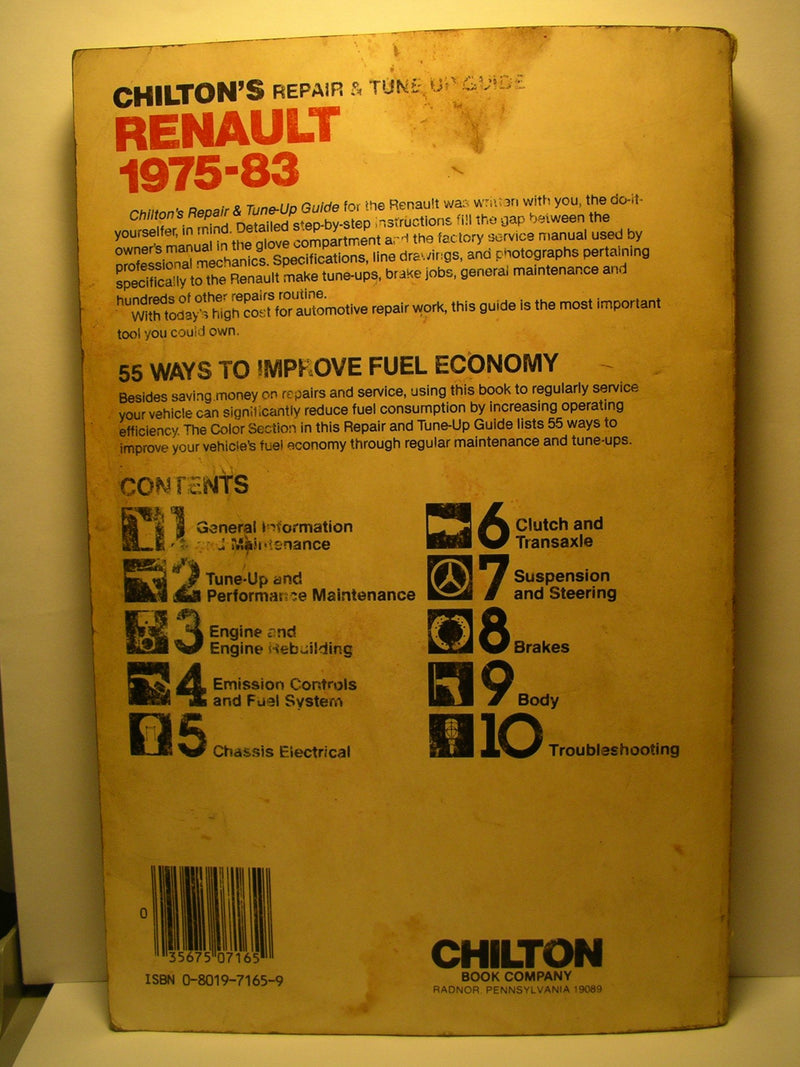 CHILTON'S REPAIR & TUNE-UP GUIDE
RENAULT
1975-83
Chilton's Repair & Tune-Up Guide for the Renault was written with you, the do-it-
yourselfer, in mind. Detailed step-by-step instructions fill the gap between the
owner's manual in the glove compartment and the factory service manual used by
professional mechanics. Specifications, line drawings, and photographs pertaining
specifically to the Renault make tune-ups, brake jobs, general maintenance and
hundreds of other repairs routine.
With today's high cost for automotive repair work, this guide is the most important
tool you could own.
55 WAYS TO IMPROVE FUEL ECONOMY
Besides saving money on repairs and service, using this book to regularly service
your vehicle can significantly reduce fuel consumption by increasing operating
efficiency. The Color Section in this Repair and Tune-Up Guide lists 55 ways to
improve your vehicle's fuel economy through regular maintenance and tune-ups.
CONTENTS
1 General Information
and Maintenance
2 Tune-Up and
Performance Maintenance
3 Engine and
Engine Rebuilding
4 Emission Controls
and Fuel System
5 Chassis Electrical
6 Clutch and
Transaxle
7 Suspension
and Steering
8 Brakes
9 Body
10 Troubleshooting
0 35675 07165
ISBN 0-8019-7165-9
CHILTON
BOOK COMPANY
RADNOR, PENNSYLVANIA 19089